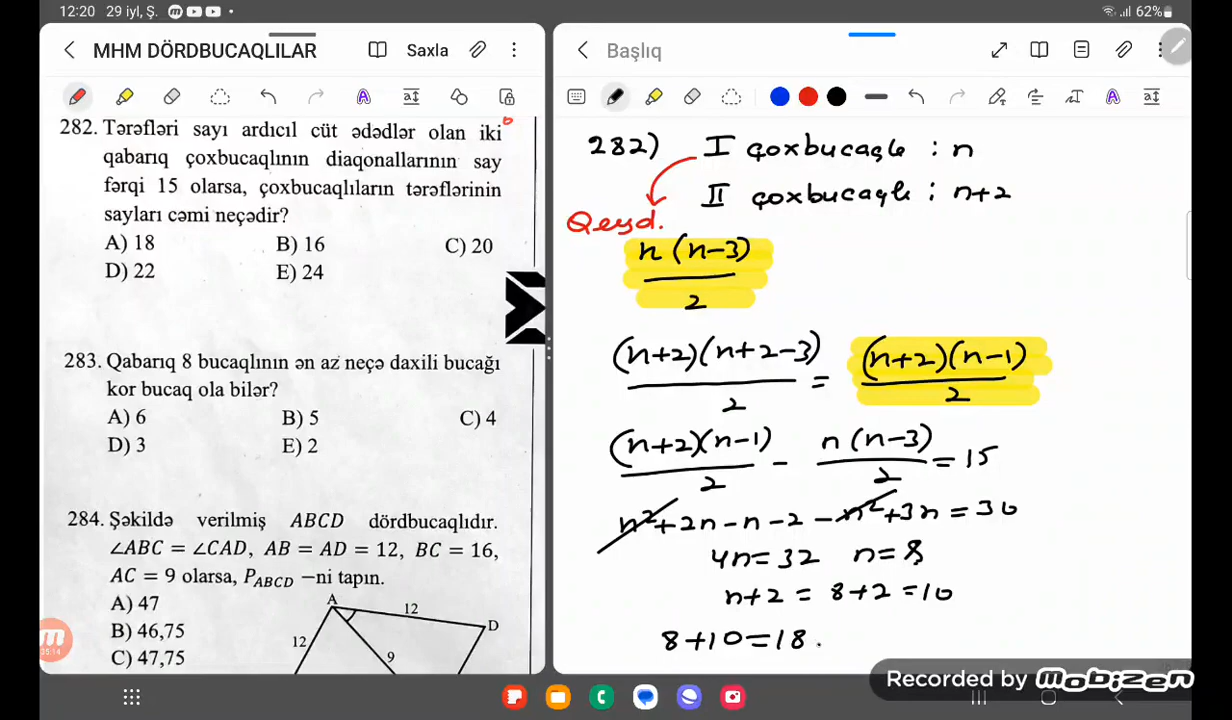 12:20 29 iyl, Ş. 62%
MHM DÖRDBUCAQLILAR Saxla
Başlıq
282. Tərəfləri sayı ardıcıl cüt ədədlər olan iki
qabarıq çoxbucaqlının diaqonallarının say
fərqi 15 olarsa, çoxbucaqlıların tərəflərinin
sayları cəmi neçədir?
A) 18 B) 16 C) 20
D) 22 E) 24
283. Qabarıq 8 bucaqlının ən az neçə daxili bucağı
kor bucaq ola bilər?
A) 6 B) 5 C) 4
D) 3 E) 2
284. Şəkildə verilmiş ABCD dördbucaqlıdır.
∠ABC = ∠CAD, AB = AD = 12, BC = 16,
AC = 9 olarsa, P_ABCD –ni tapın.
A) 47
B) 46,75
C) 47,75
A 12 D
12 9
25:14
282) I çoxbucaqlı : n
II çoxbucaqlı : n+2
Qeyd.
n(n-3)/2
(n+2)(n+2-3)/2 = (n+2)(n-1)/2
(n+2)(n-1)/2 - n(n-3)/2 = 15
n²+2n-n-2-n²+3n=30
4n=32 n=8
n+2 = 8+2=10
8+10=18.
Recorded by mobizen